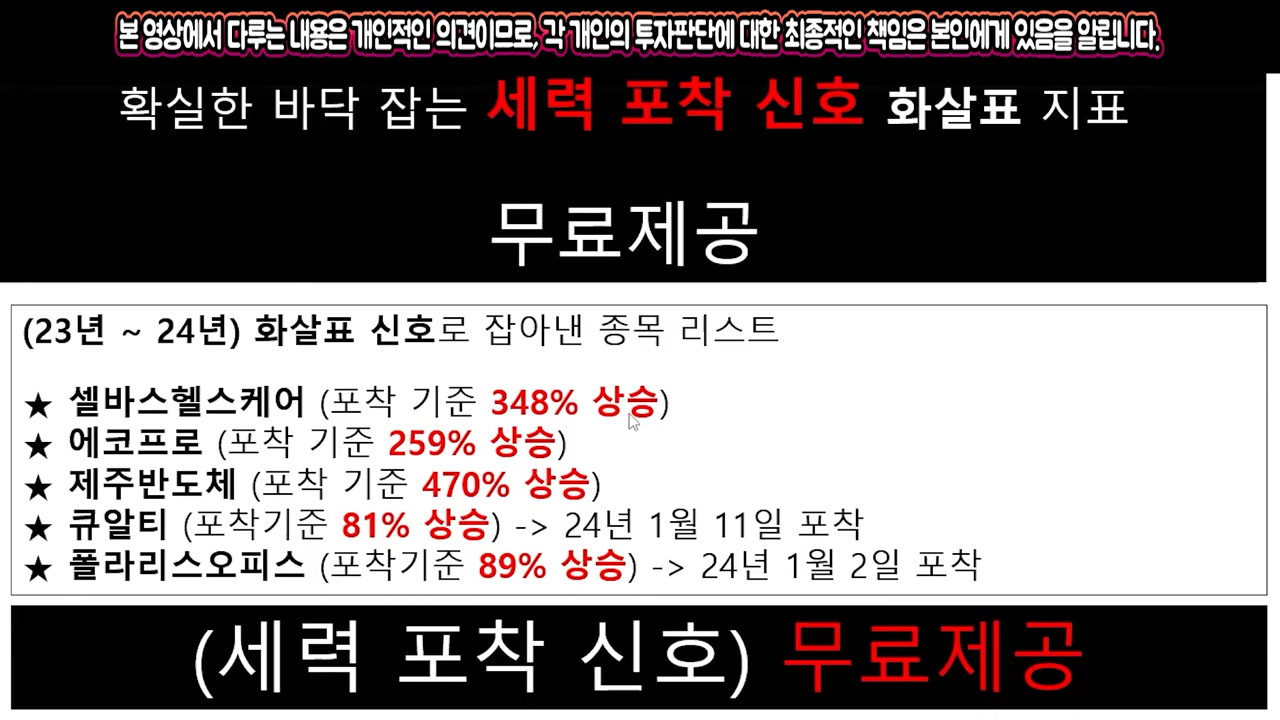 본 영상에서 다루는 내용은 개인적인 의견이므로, 각 개인의 투자판단에 대한 최종적인 책임은 본인에게 있음을 알립니다.
확실한 바닥 잡는 세력 포착 신호 화살표 지표
무료제공
(23년 ~ 24년) 화살표 신호로 잡아낸 종목 리스트
★ 셀바스헬스케어 (포착 기준 348% 상승)
★ 에코프로 (포착 기준 259% 상승)
★ 제주반도체 (포착 기준 470% 상승)
★ 큐알티 (포착기준 81% 상승) -> 24년 1월 11일 포착
★ 폴라리스오피스 (포착기준 89% 상승) -> 24년 1월 2일 포착
(세력 포착 신호) 무료제공